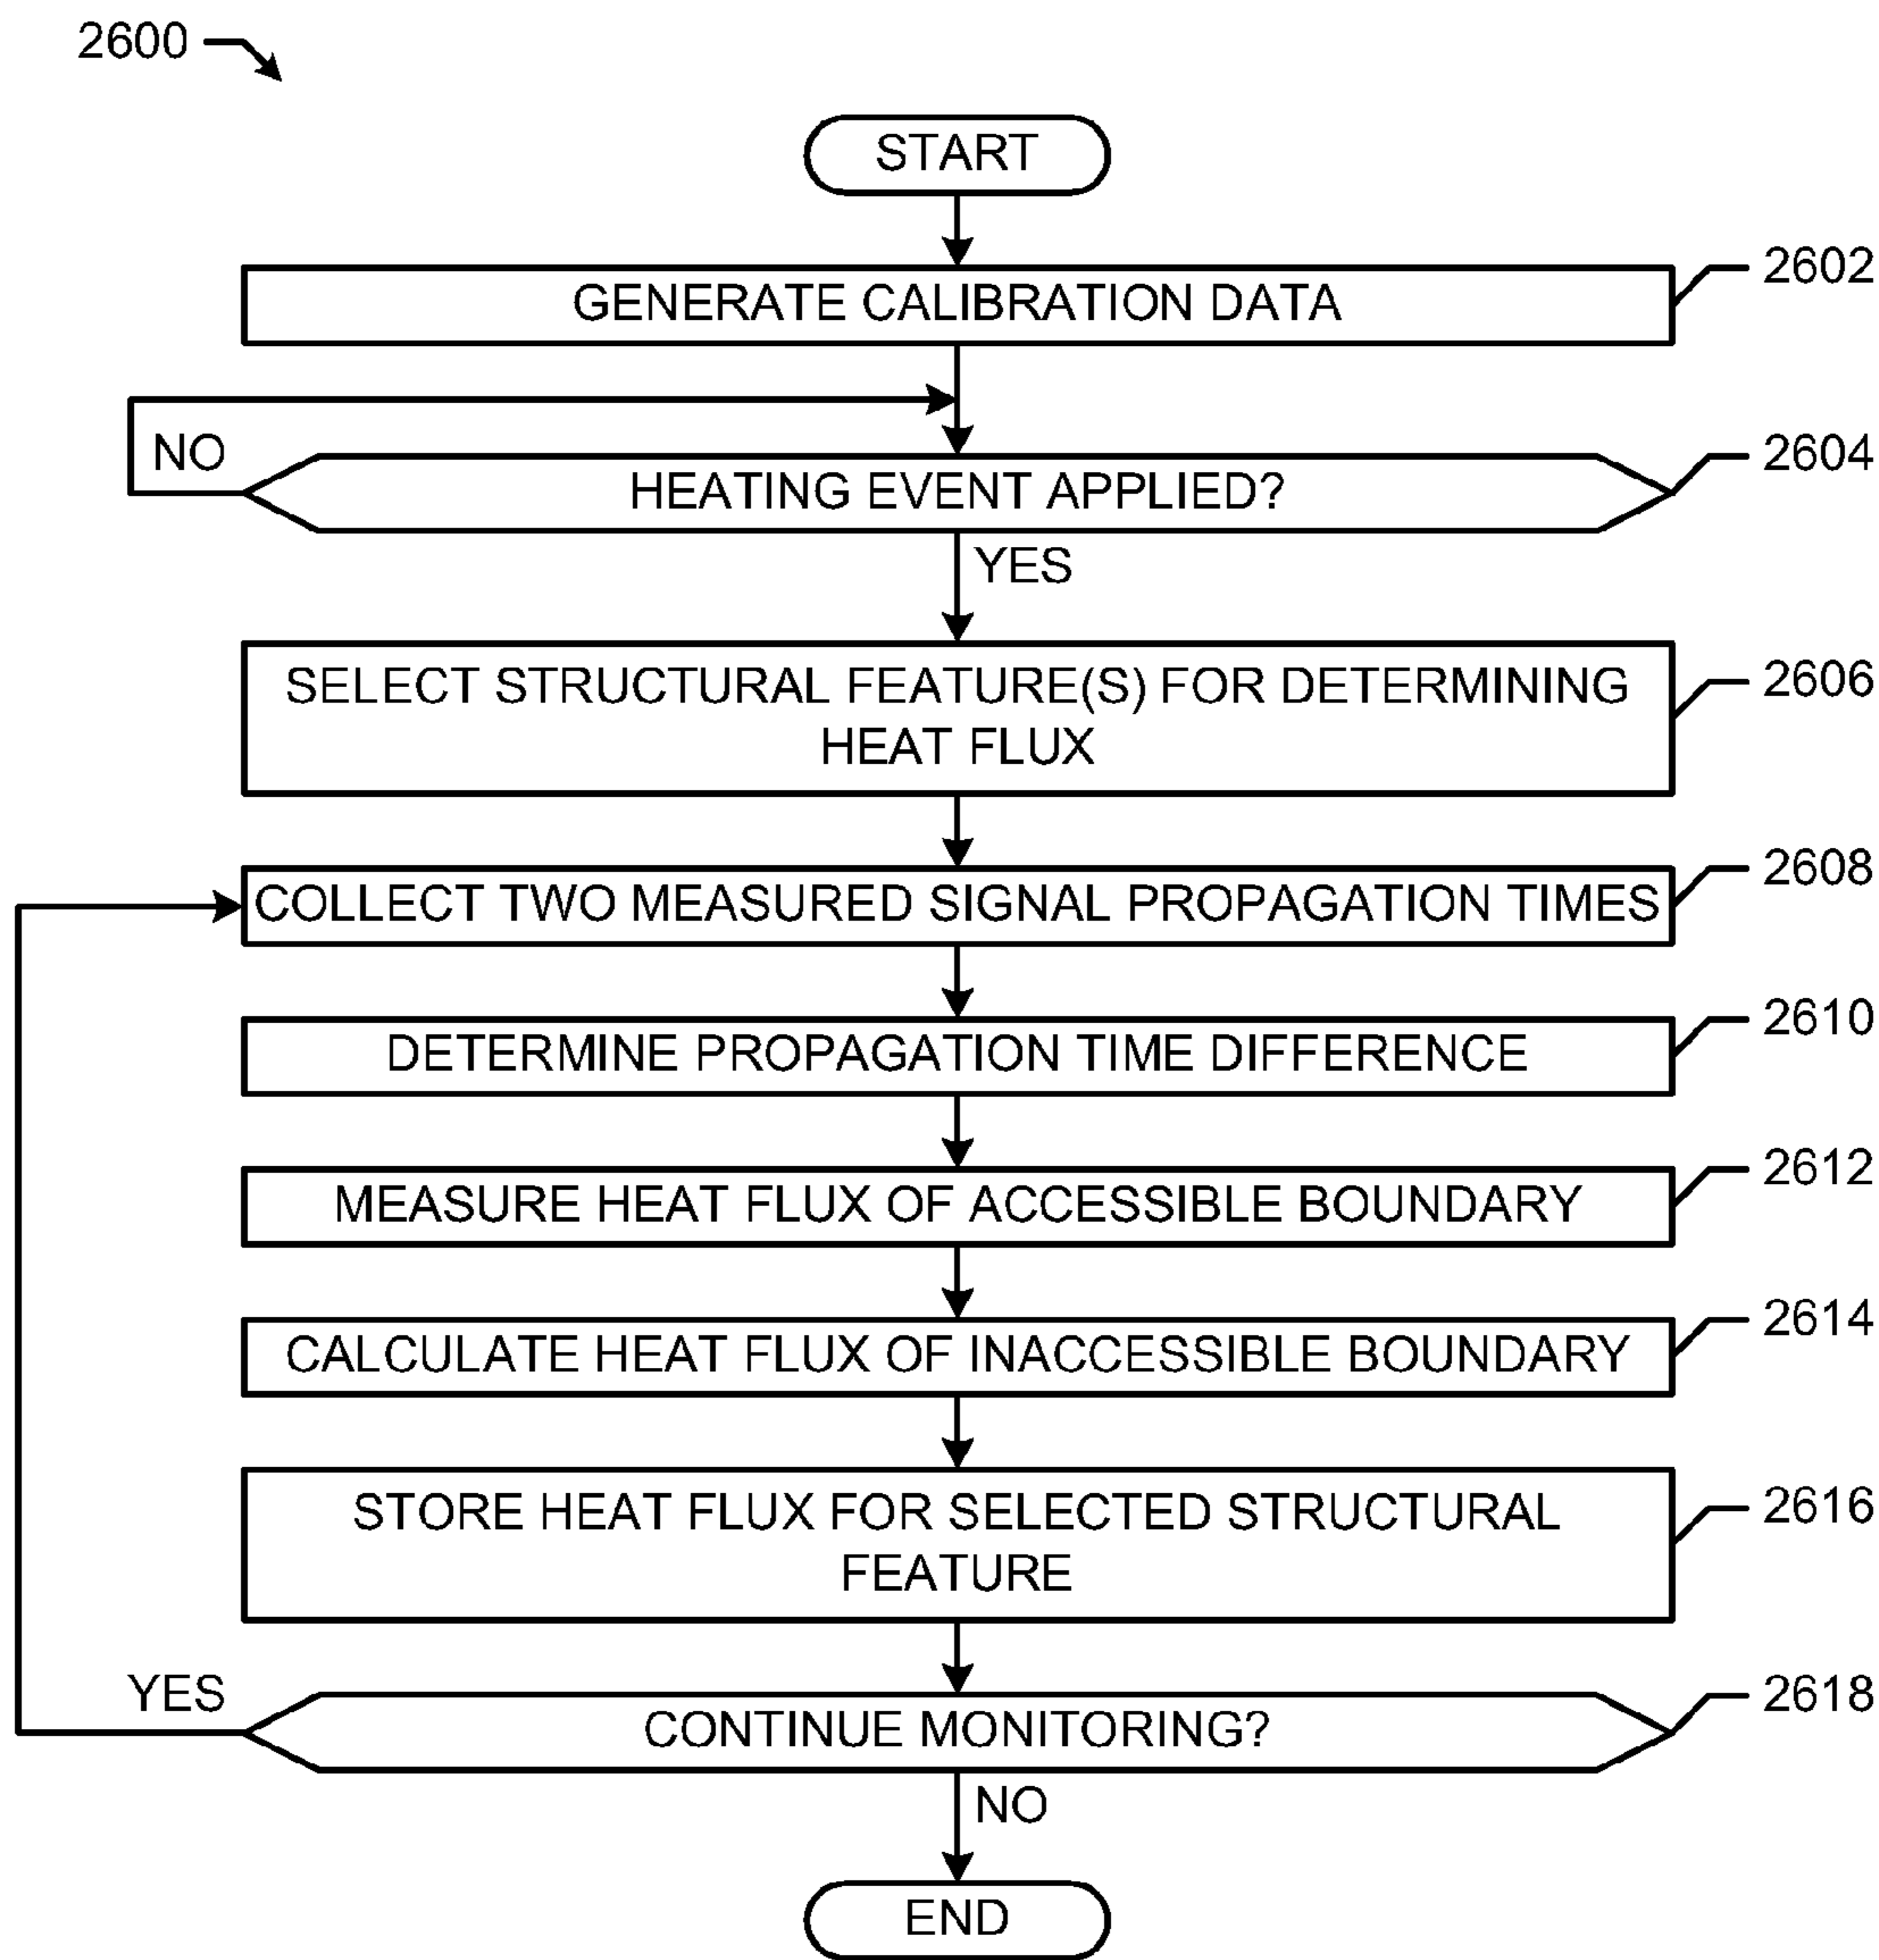 2600
START
GENERATE CALIBRATION DATA
2602
NO
HEATING EVENT APPLIED?
2604
YES
SELECT STRUCTURAL FEATURE(S) FOR DETERMINING
HEAT FLUX
2606
COLLECT TWO MEASURED SIGNAL PROPAGATION TIMES
2608
DETERMINE PROPAGATION TIME DIFFERENCE
2610
MEASURE HEAT FLUX OF ACCESSIBLE BOUNDARY
2612
CALCULATE HEAT FLUX OF INACCESSIBLE BOUNDARY
2614
STORE HEAT FLUX FOR SELECTED STRUCTURAL
FEATURE
2616
YES
CONTINUE MONITORING?
2618
NO
END